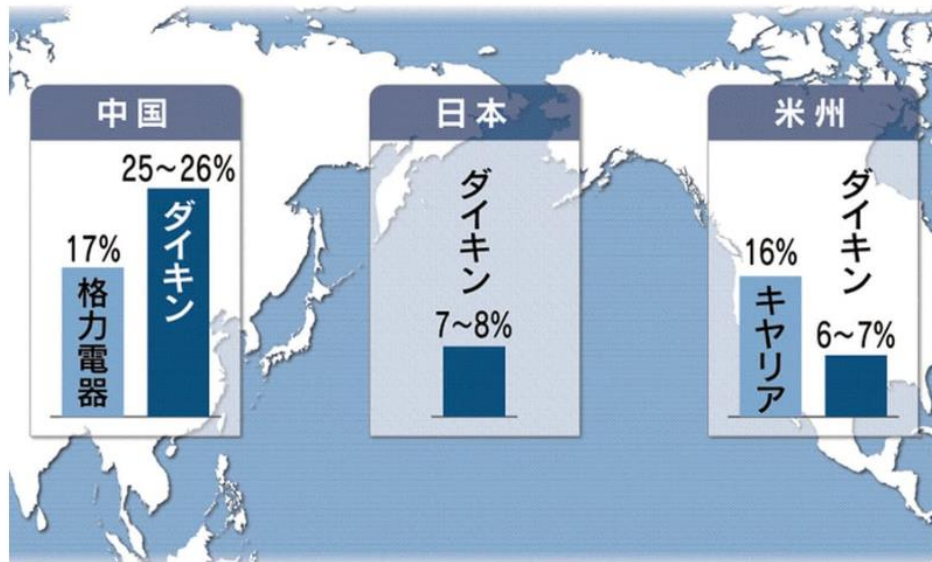 中国
25～26%
ダイキン
17%
格力電器
日本
ダイキン
7～8%
米州
ダイキン
16%
キヤリア
6～7%